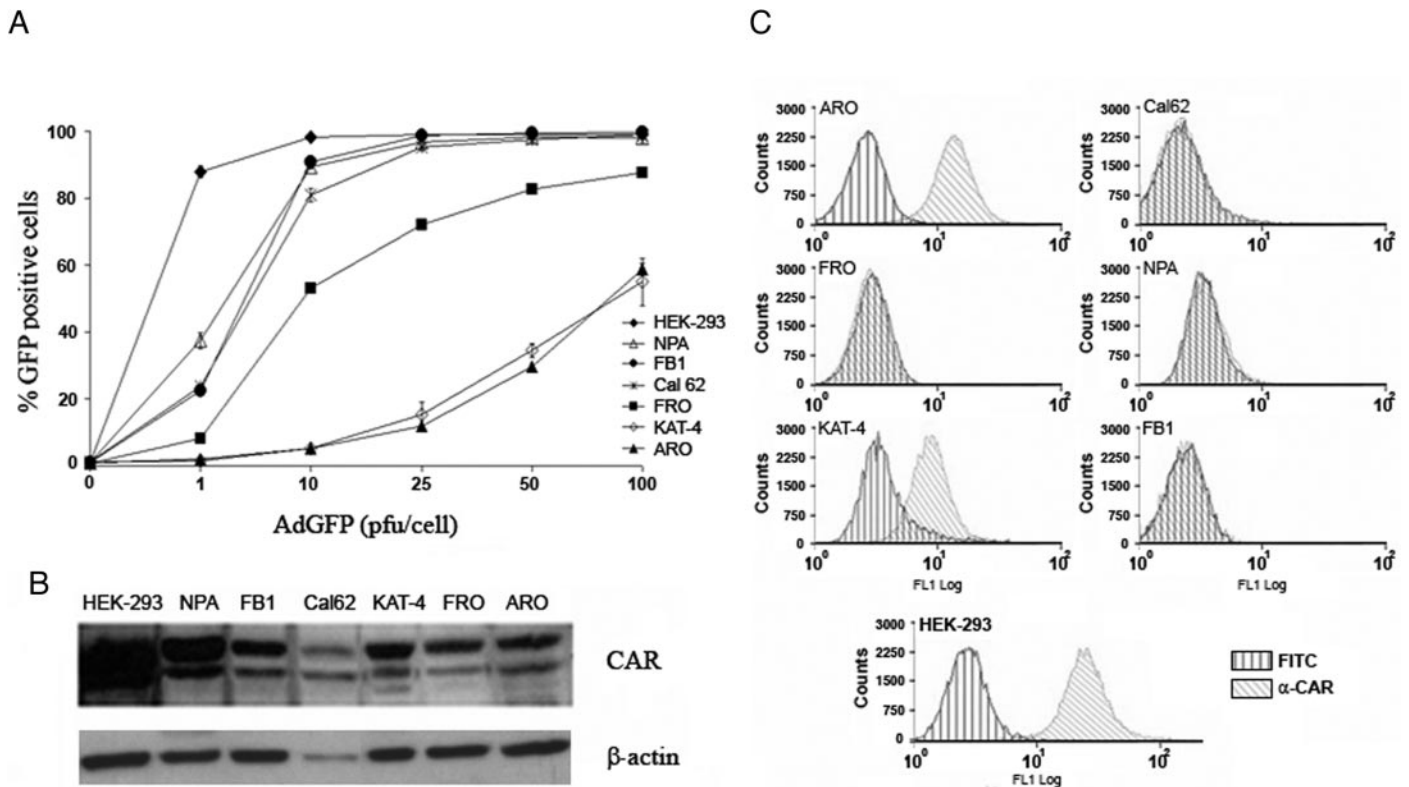 A
100
80
60
40
20
0
% GFP positive cells
0 1 10 25 50 100
AdGFP (pfu/cell)
HEK-293
NPA
FB1
Cal 62
FRO
KAT-4
ARO
B
HEK-293 NPA FB1 Cal62 KAT-4 FRO ARO
CAR
β-actin
C
ARO
3000
2250
1500
750
0
Counts
10⁰ 10¹ 10²
Cal62
3000
2250
1500
750
0
Counts
10⁰ 10¹ 10²
FRO
3000
2250
1500
750
0
Counts
10⁰ 10¹ 10²
NPA
3000
2250
1500
750
0
Counts
10⁰ 10¹ 10²
KAT-4
3000
2250
1500
750
0
Counts
10⁰ 10¹ 10²
FL1 Log
FB1
3000
2250
1500
750
0
Counts
10⁰ 10¹ 10²
FL1 Log
HEK-293
3000
2250
1500
750
0
Counts
10⁰ 10¹ 10²
FL1 Log
FITC
α-CAR